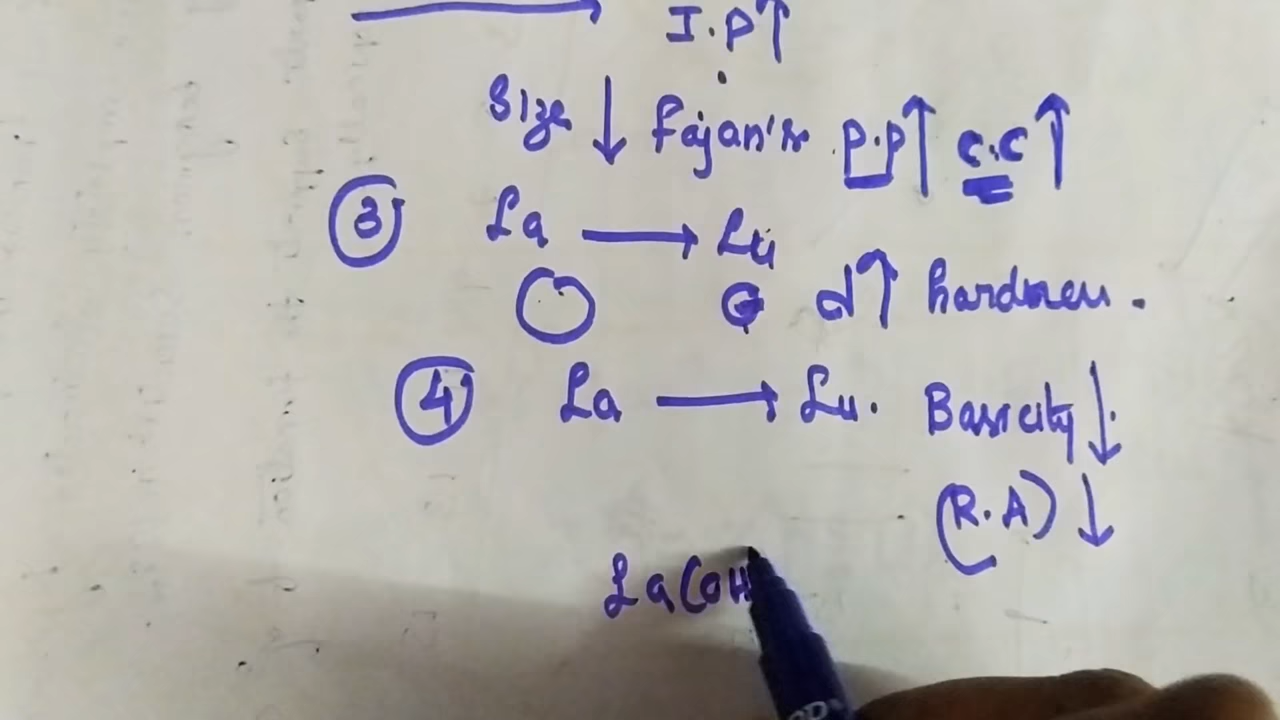 I.P↑
Size ↓ Fajan's P.P↑ C.C↑
③ La → Lu d↑ hardness.
④ La → Lu. Basicity ↓
(R.A) ↓
La(OH